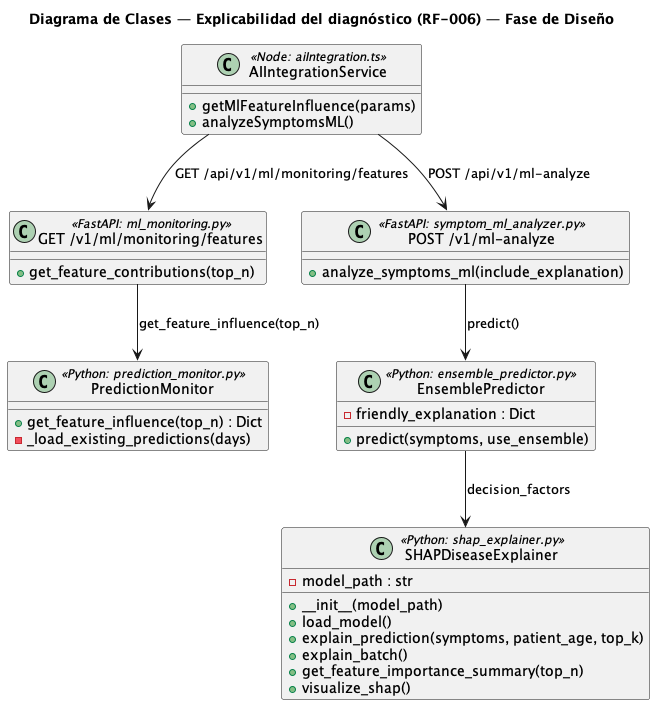 Diagrama de Clases — Explicabilidad del diagnóstico (RF-006) — Fase de Diseño
C
«Node: aiIntegration.ts»
AIIntegrationService
getMlFeatureInfluence(params)
analyzeSymptomsML()
GET /api/v1/ml/monitoring/features
POST /api/v1/ml-analyze
C
«FastAPI: ml_monitoring.py»
GET /v1/ml/monitoring/features
get_feature_contributions(top_n)
C
«FastAPI: symptom_ml_analyzer.py»
POST /v1/ml-analyze
analyze_symptoms_ml(include_explanation)
get_feature_influence(top_n)
predict()
C
«Python: prediction_monitor.py»
PredictionMonitor
get_feature_influence(top_n) : Dict
_load_existing_predictions(days)
C
«Python: ensemble_predictor.py»
EnsemblePredictor
friendly_explanation : Dict
predict(symptoms, use_ensemble)
decision_factors
C
«Python: shap_explainer.py»
SHAPDiseaseExplainer
model_path : str
__init__(model_path)
load_model()
explain_prediction(symptoms, patient_age, top_k)
explain_batch()
get_feature_importance_summary(top_n)
visualize_shap()